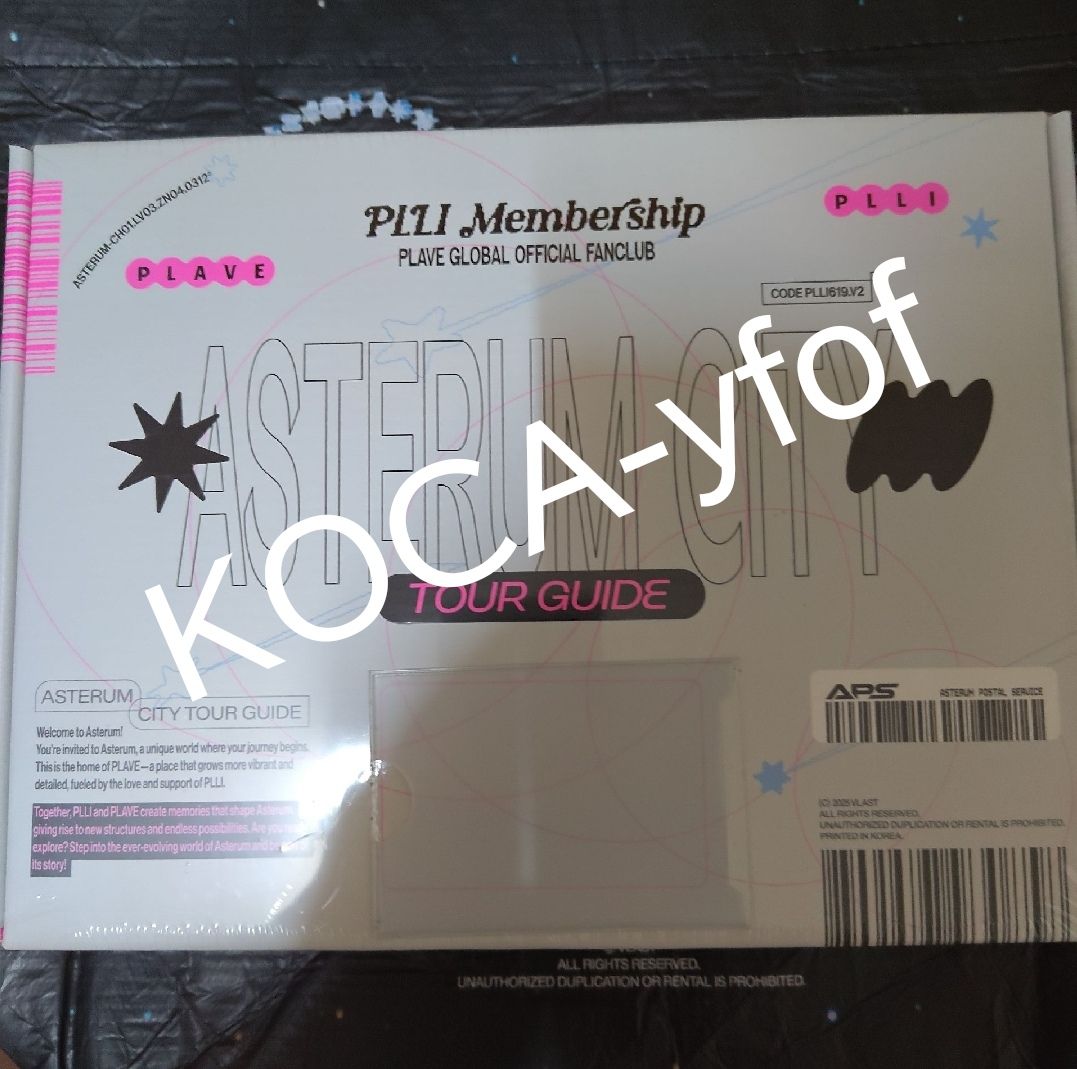 ASTERUM-CH01.LV03.ZN04.0312°
PLAVE
PLLI Membership
PLAVE GLOBAL OFFICIAL FANCLUB
PLLI
CODE PLLI619.V2
ASTERUM CITY
KOCA-yfof
TOUR GUIDE
ASTERUM
CITY TOUR GUIDE
Welcome to Asterum!
You're invited to Asterum, a unique world where your journey begins.
This is the home of PLAVE—a place that grows more vibrant and
detailed, fueled by the love and support of PLLI.
Together, PLLI and PLAVE create memories that shape Asterum
giving rise to new structures and endless possibilities. Are you
explore? Step into the ever-evolving world of Asterum and
its story!
APS
ASTERUM POSTAL SERVICE
(C) 2025 VLAST
ALL RIGHTS RESERVED.
UNAUTHORIZED DUPLICATION OR RENTAL IS PROHIBITED.
PRINTED IN KOREA.
ALL RIGHTS RESERVED.
UNAUTHORIZED DUPLICATION OR RENTAL IS PROHIBITED.